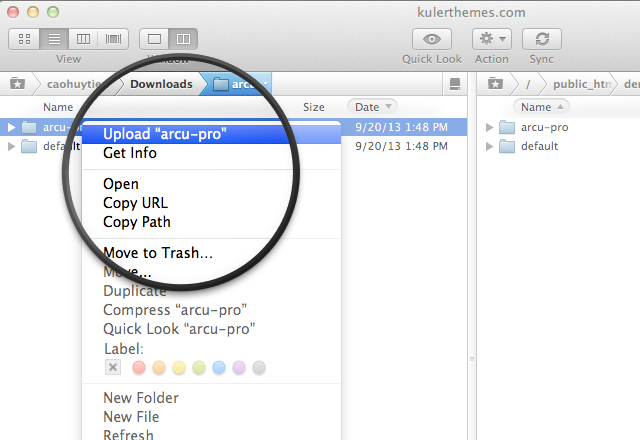 kulerthemes.com
View
Window
Quick Look
Action
Sync
caohuytie
Downloads
arcu
/
public_htm
de
Name
Size
Date
Name
arcu-p
9/20/13 1:48 PM
arcu-pro
default
9/20/13 1:48 PM
default
Upload “arcu-pro”
Get Info
Open
Copy URL
Copy Path
Move to Trash...
Move...
Duplicate
Compress “arcu-pro”
Quick Look “arcu-pro”
Label:
New Folder
New File
Refresh